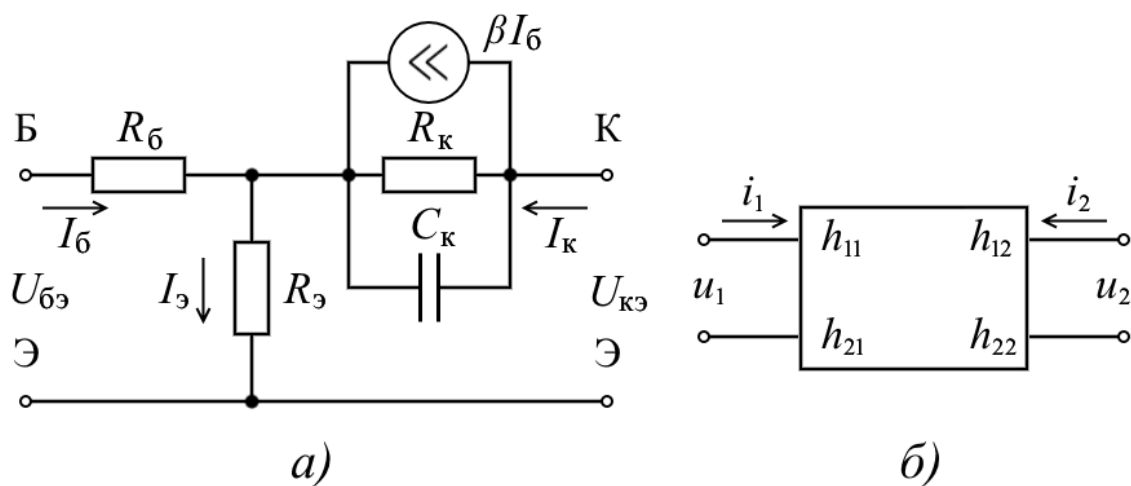 βIб
Б Rб Rк К
Iб Cк Iк
i1 i2
h11 h12
Uбэ Iэ Rэ Uкэ
u1 u2
Э Э
h21 h22
а) б)